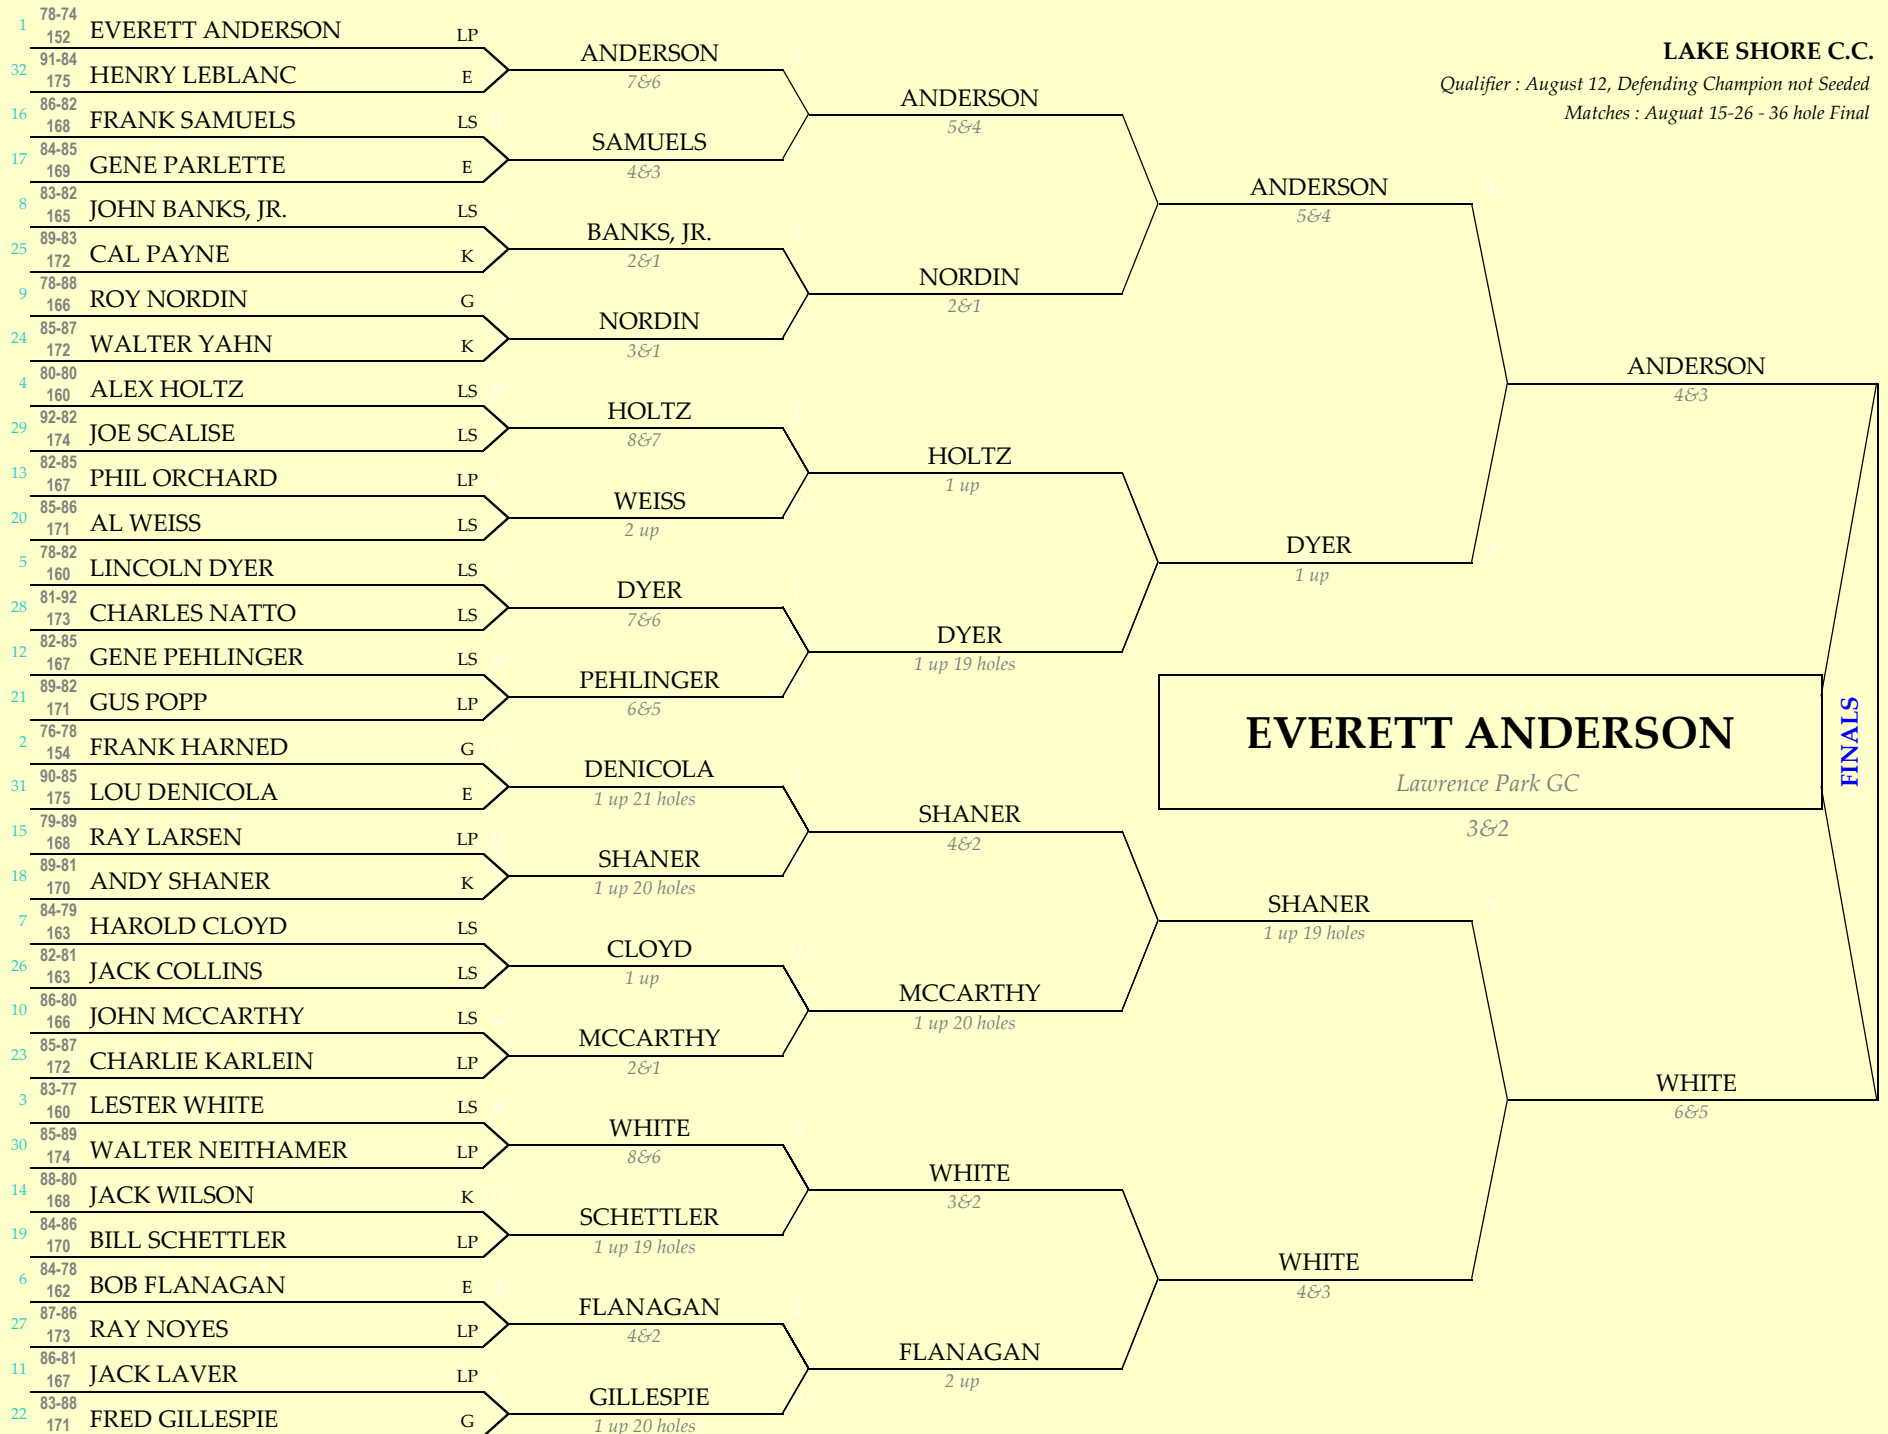 LAKE SHORE C.C.
Qualifier : August 12, Defending Champion not Seeded
Matches : Auguat 15-26 - 36 hole Final
1 78-74 152 EVERETT ANDERSON LP
32 91-84 175 HENRY LEBLANC E
16 86-82 168 FRANK SAMUELS LS
17 84-85 169 GENE PARLETTE E
8 83-82 165 JOHN BANKS, JR. LS
25 89-83 172 CAL PAYNE K
9 78-88 166 ROY NORDIN G
24 85-87 172 WALTER YAHN K
4 80-80 160 ALEX HOLTZ LS
29 92-82 174 JOE SCALISE LS
13 82-85 167 PHIL ORCHARD LP
20 85-86 171 AL WEISS LS
5 78-82 160 LINCOLN DYER LS
28 81-92 173 CHARLES NATTO LS
12 82-85 167 GENE PEHLINGER LS
21 89-82 171 GUS POPP LP
2 76-78 154 FRANK HARNED G
31 90-85 175 LOU DENICOLA E
15 79-89 168 RAY LARSEN LP
18 89-81 170 ANDY SHANER K
7 84-79 163 HAROLD CLOYD LS
26 82-81 163 JACK COLLINS LS
10 86-80 166 JOHN MCCARTHY LS
23 85-87 172 CHARLIE KARLEIN LP
3 83-77 160 LESTER WHITE LS
30 85-89 174 WALTER NEITHAMER LP
14 88-80 168 JACK WILSON K
19 84-86 170 BILL SCHETTLER LP
6 84-78 162 BOB FLANAGAN E
27 87-86 173 RAY NOYES LP
11 86-81 167 JACK LAVER LP
22 83-88 171 FRED GILLESPIE G
ANDERSON
7&6
SAMUELS
4&3
BANKS, JR.
2&1
NORDIN
3&1
HOLTZ
8&7
WEISS
2 up
DYER
7&6
PEHLINGER
6&5
DENICOLA
1 up 21 holes
SHANER
1 up 20 holes
CLOYD
1 up
MCCARTHY
2&1
WHITE
8&6
SCHETTLER
1 up 19 holes
FLANAGAN
4&2
GILLESPIE
1 up 20 holes
ANDERSON
5&4
NORDIN
2&1
HOLTZ
1 up
DYER
1 up 19 holes
SHANER
4&2
MCCARTHY
1 up 20 holes
WHITE
3&2
FLANAGAN
2 up
ANDERSON
5&4
DYER
1 up
SHANER
1 up 19 holes
WHITE
4&3
ANDERSON
4&3
WHITE
6&5
EVERETT ANDERSON
Lawrence Park GC
3&2
FINALS